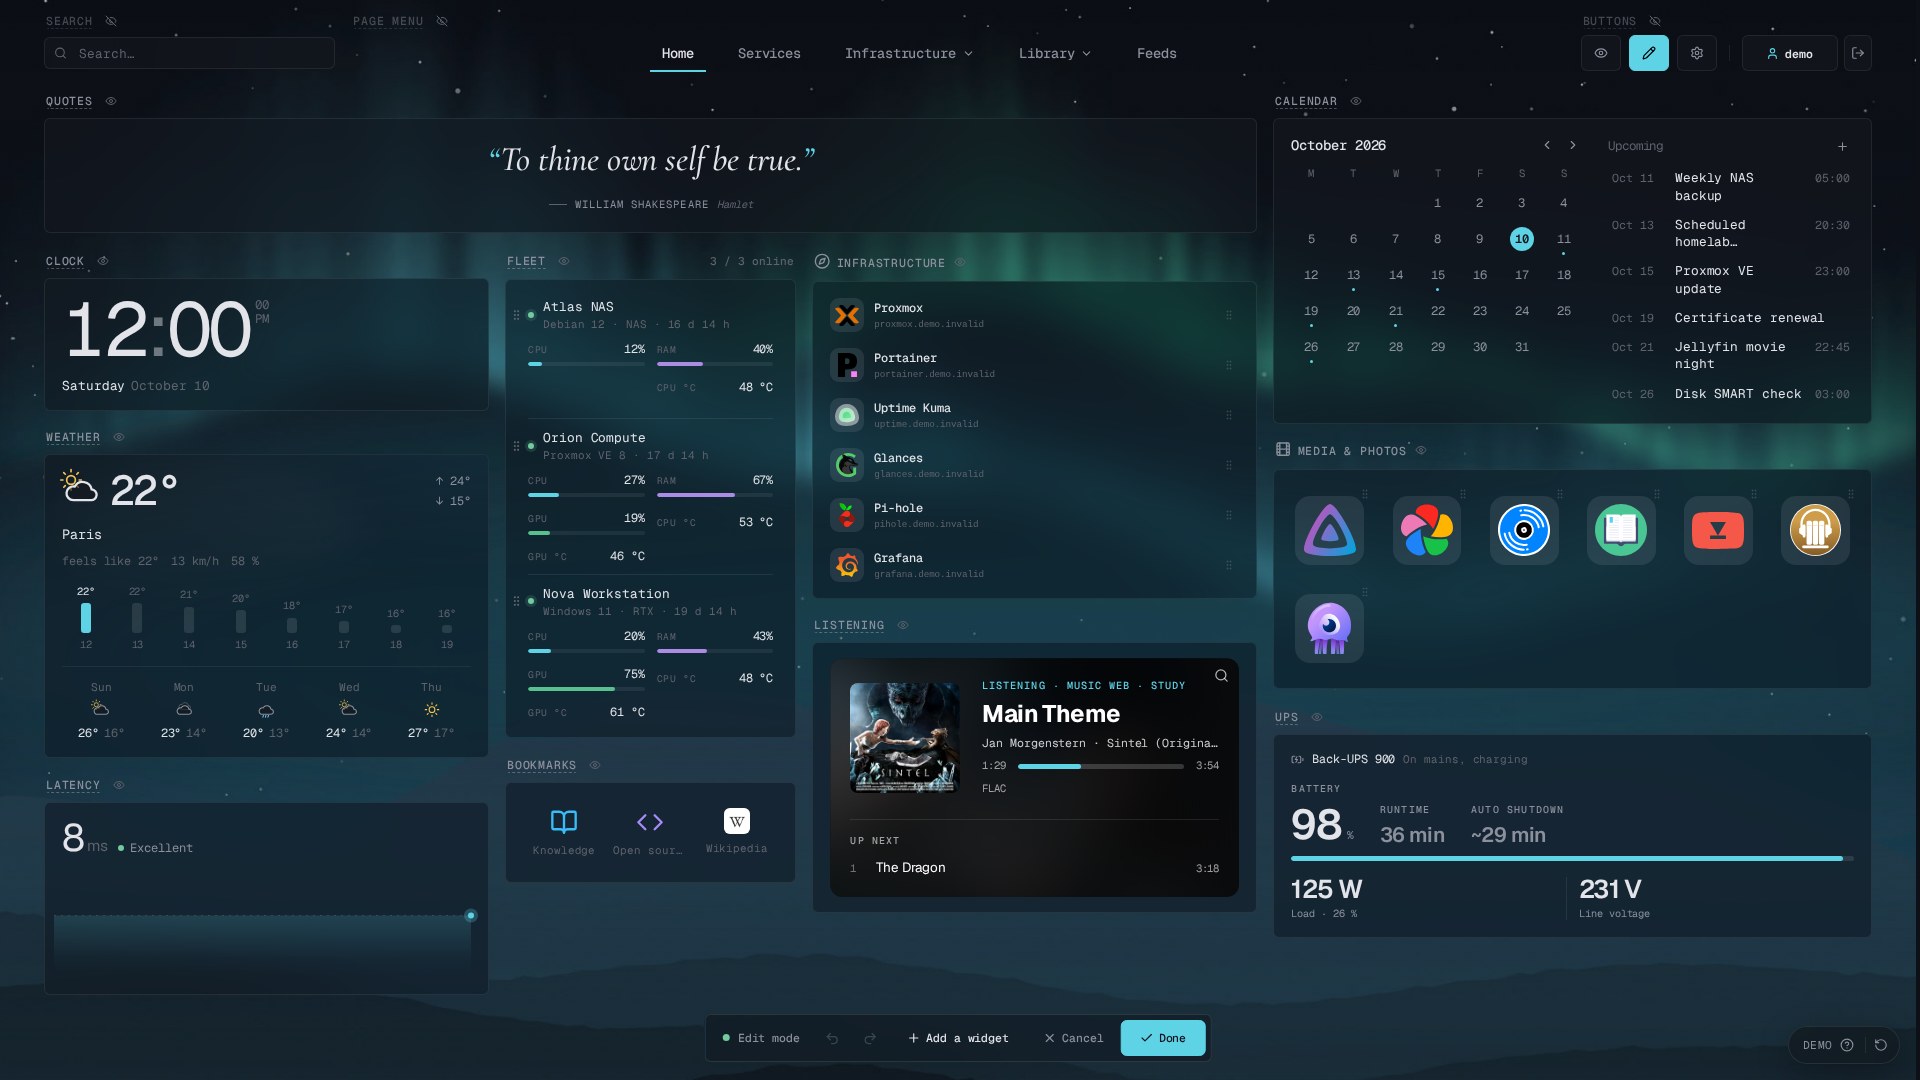 SEARCH
PAGE MENU
BUTTONS
Search…
Home
Services
Infrastructure
Library
Feeds
demo
QUOTES
“To thine own self be true.”
WILLIAM SHAKESPEARE Hamlet
CALENDAR
October 2026
M T W T F S S
1 2 3 4
5 6 7 8 9 10 11
12 13 14 15 16 17 18
19 20 21 22 23 24 25
26 27 28 29 30 31
Upcoming
Oct 11 Weekly NAS backup 05:00
Oct 13 Scheduled homelab… 20:30
Oct 15 Proxmox VE update 23:00
Oct 19 Certificate renewal
Oct 21 Jellyfin movie night 22:45
Oct 26 Disk SMART check 03:00
CLOCK
12:00 00 PM
Saturday October 10
WEATHER
22° ↑ 24° ↓ 15°
Paris
feels like 22° 13 km/h 58 %
22° 22° 21° 20° 18° 17° 16° 16°
12 13 14 15 16 17 18 19
Sun Mon Tue Wed Thu
26° 16° 23° 14° 20° 13° 24° 14° 27° 17°
LATENCY
8 ms Excellent
FLEET 3 / 3 online
Atlas NAS
Debian 12 · NAS · 16 d 14 h
CPU 12% RAM 40%
CPU °C 48 °C
Orion Compute
Proxmox VE 8 · 17 d 14 h
CPU 27% RAM 67%
GPU 19% CPU °C 53 °C
GPU °C 46 °C
Nova Workstation
Windows 11 · RTX · 19 d 14 h
CPU 20% RAM 43%
GPU 75% CPU °C 48 °C
GPU °C 61 °C
BOOKMARKS
W
Knowledge Open sour… Wikipedia
INFRASTRUCTURE
Proxmox
proxmox.demo.invalid
Portainer
portainer.demo.invalid
Uptime Kuma
uptime.demo.invalid
Glances
glances.demo.invalid
Pi-hole
pihole.demo.invalid
Grafana
grafana.demo.invalid
LISTENING
SINTEL
LISTENING · MUSIC WEB · STUDY
Main Theme
Jan Morgenstern · Sintel (Origina…
1:29 3:54
FLAC
UP NEXT
1 The Dragon 3:18
MEDIA & PHOTOS
UPS
Back-UPS 900 On mains, charging
BATTERY
98 %
RUNTIME
36 min
AUTO SHUTDOWN
~29 min
125 W
Load · 26 %
231 V
Line voltage
Edit mode
Add a widget
Cancel
Done
DEMO